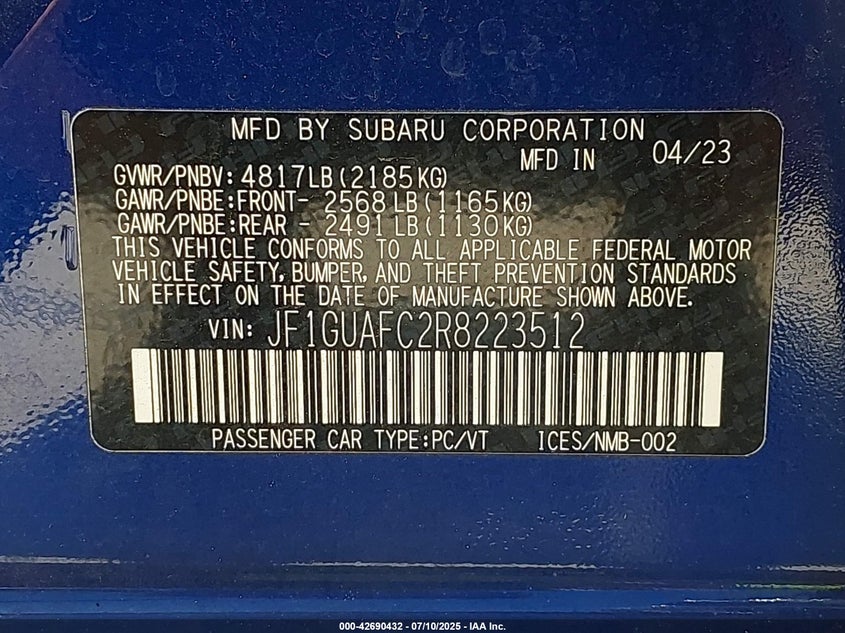 MFD BY SUBARU CORPORATION
MFD IN 04/23
GVWR/PNBV: 4817LB(2185KG)
GAWR/PNBE:FRONT- 2568LB(1165KG)
GAWR/PNBE:REAR - 2491LB(1130KG)
THIS VEHICLE CONFORMS TO ALL APPLICABLE FEDERAL MOTOR
VEHICLE SAFETY, BUMPER, AND THEFT PREVENTION STANDARDS
IN EFFECT ON THE DATE OF MANUFACTURE SHOWN ABOVE.
VIN: JF1GUAFC2R8223512
PASSENGER CAR TYPE:PC/VT ICES/NMB-002
000-42690432 - 07/10/2025 - IAA Inc.